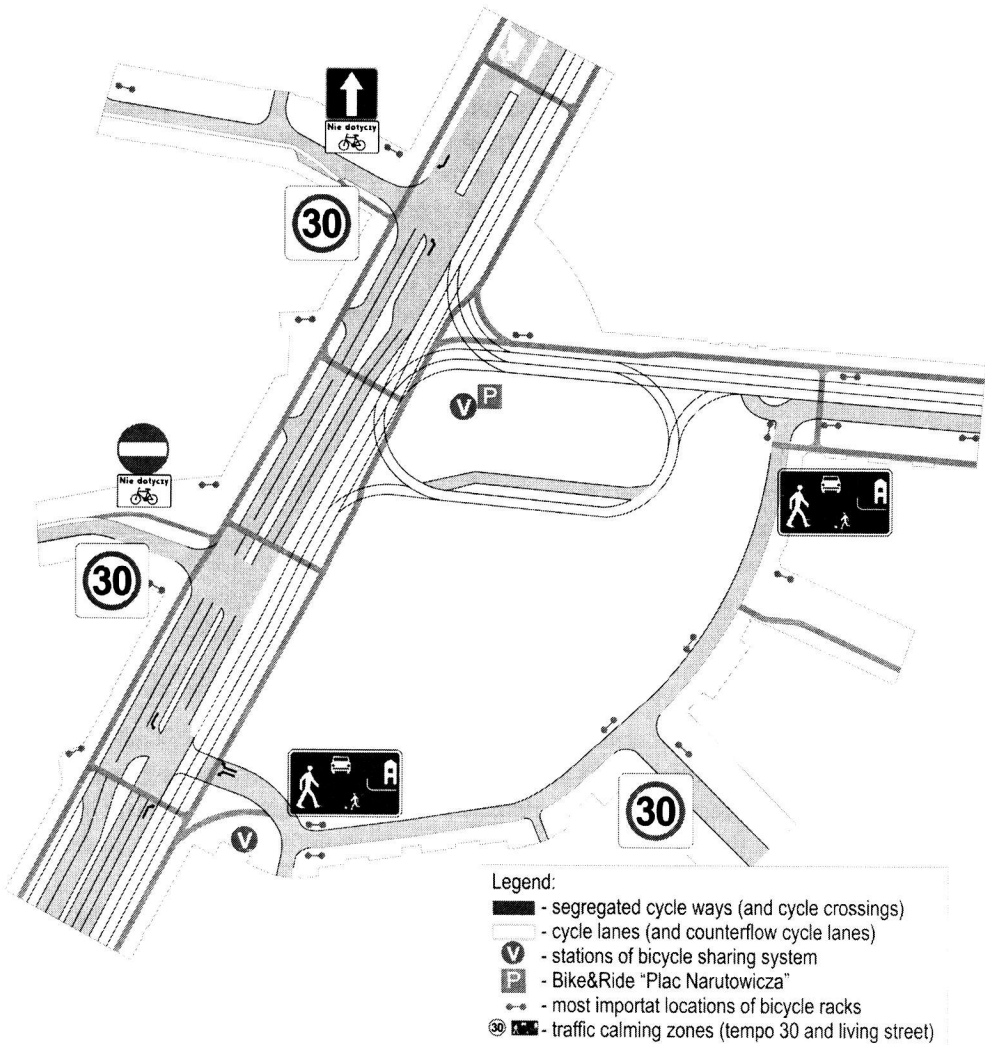 Nie dotyczy
30
V
P
Nie dotyczy
30
30
V
Legend:
- segregated cycle ways (and cycle crossings)
- cycle lanes (and counterflow cycle lanes)
V - stations of bicycle sharing system
P - Bike&Ride “Plac Narutowicza”
- most importat locations of bicycle racks
30 - traffic calming zones (tempo 30 and living street)